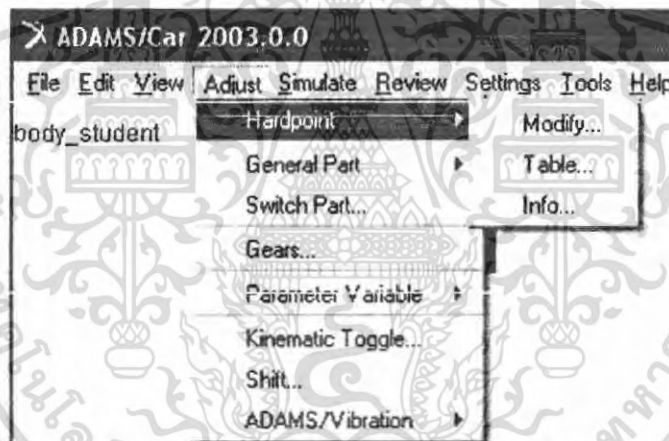 ADAMS/Car 2003.0.0
File Edit View Adjust Simulate Review Settings Tools Help
body_student
Hardpoint
Modify...
General Part
Table...
Switch Part...
Info...
Gears...
Parameter Variable
Kinematic Toggle...
Shift...
ADAMS/Vibration